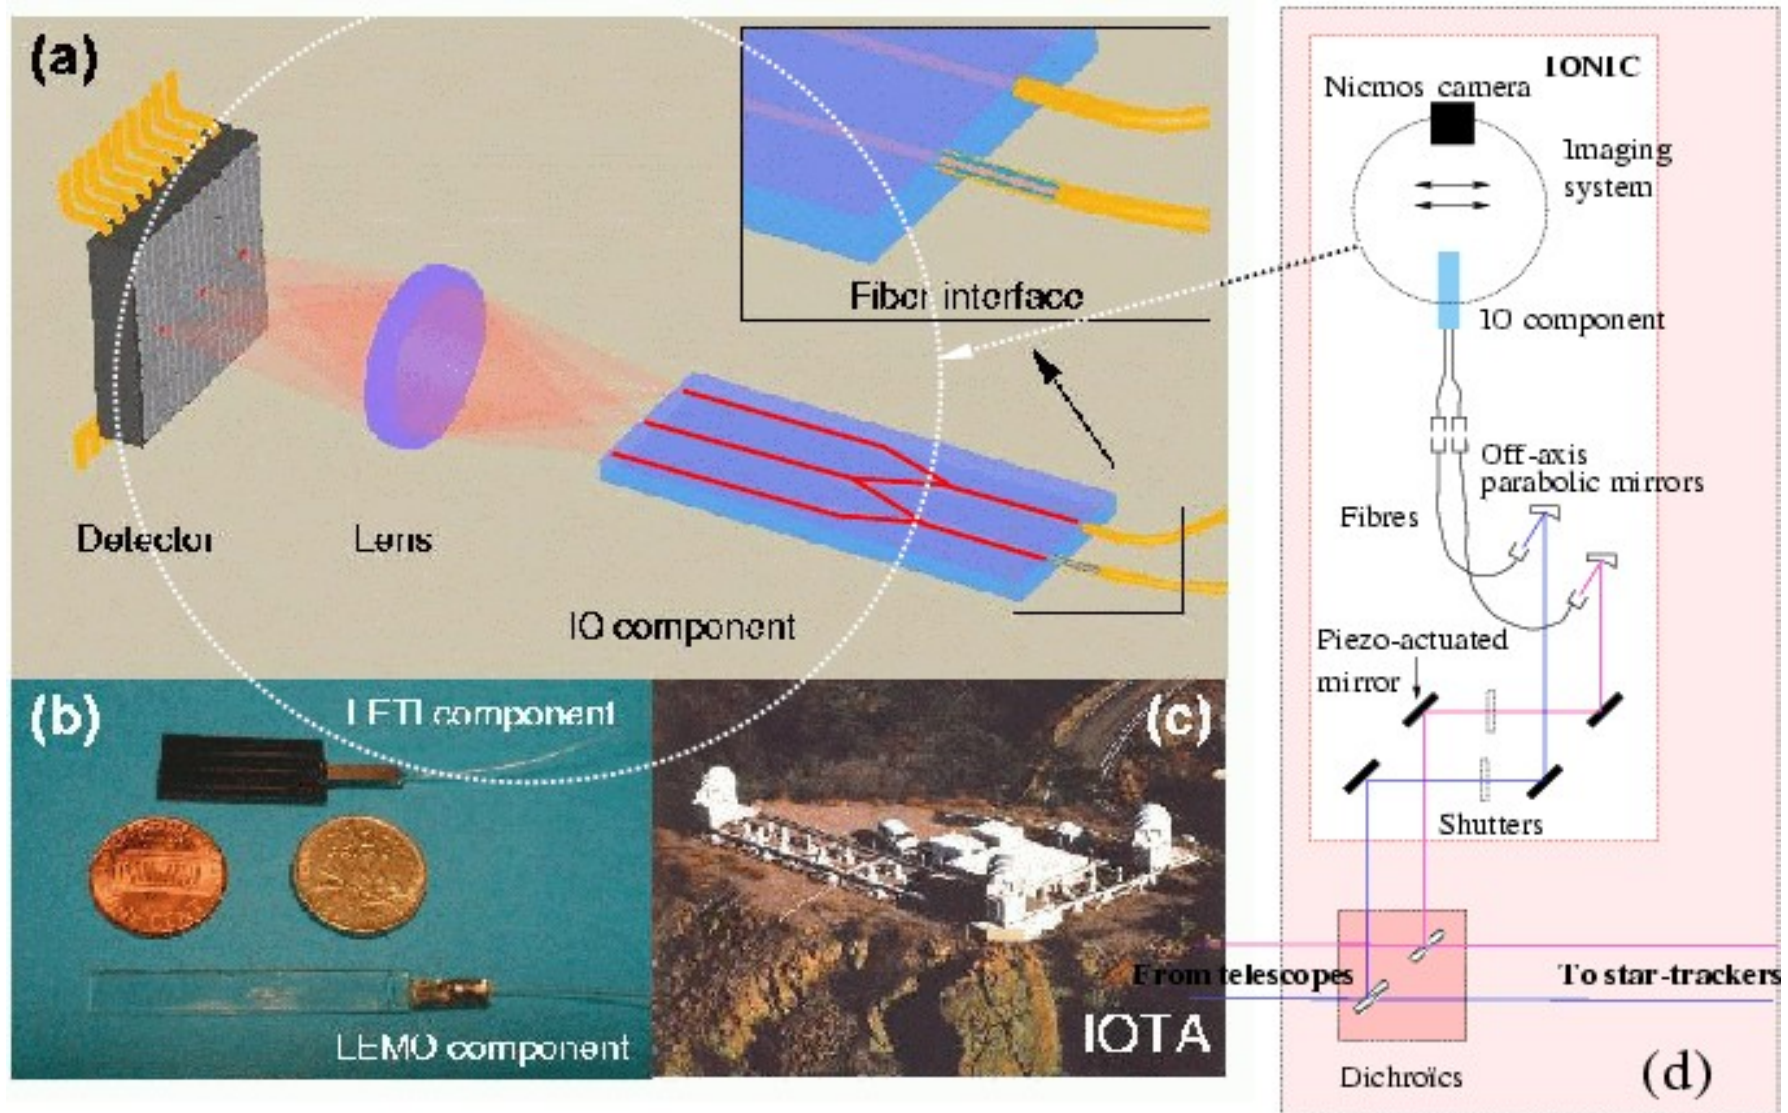 (a)
Fiber interface
Detector
Lens
IO component
(b)
LETI component
LEMO component
(c)
IOTA
IONIC
Nicmos camera
Imaging
system
IO component
Off-axis
parabolic mirrors
Fibres
Piezo-actuated
mirror
Shutters
From telescopes
To star-trackers
Dichroïcs
(d)